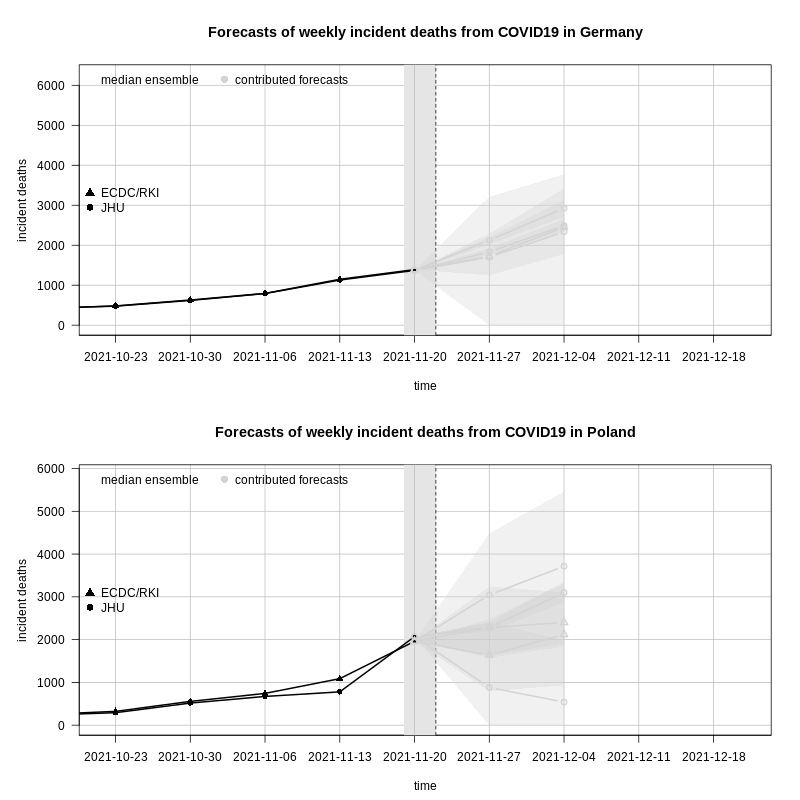 Forecasts of weekly incident deaths from COVID19 in Germany
median ensemble contributed forecasts
6000
5000
4000
ECDC/RKI
3000
JHU
2000
1000
0
incident deaths
2021-10-23 2021-10-30 2021-11-06 2021-11-13 2021-11-20 2021-11-27 2021-12-04 2021-12-11 2021-12-18
time
Forecasts of weekly incident deaths from COVID19 in Poland
6000
median ensemble contributed forecasts
5000
4000
ECDC/RKI
3000
JHU
2000
1000
0
incident deaths
2021-10-23 2021-10-30 2021-11-06 2021-11-13 2021-11-20 2021-11-27 2021-12-04 2021-12-11 2021-12-18
time